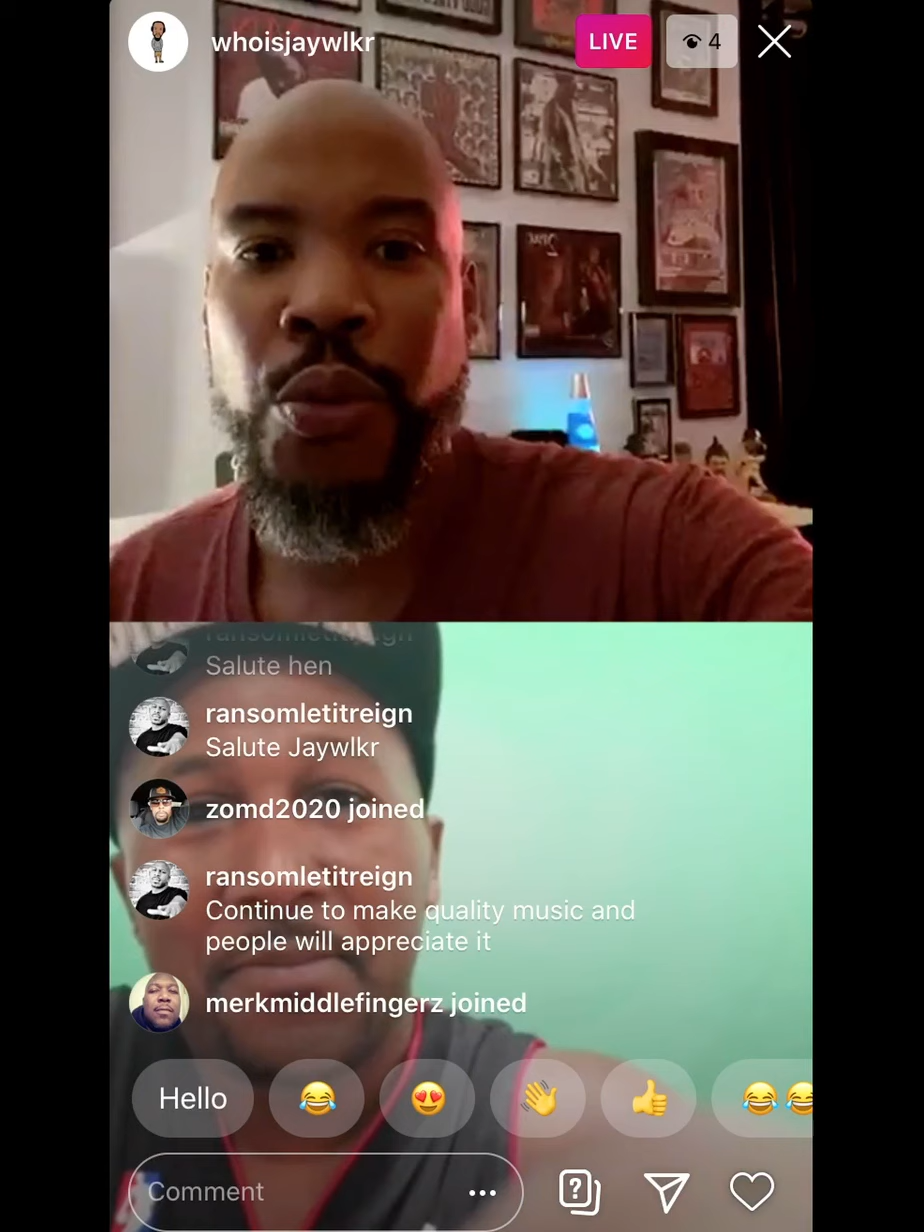 whoisjaywlkr
LIVE
4
ransomletitreign
Salute hen
ransomletitreign
Salute Jaywlkr
zomd2020 joined
ransomletitreign
Continue to make quality music and
people will appreciate it
merkmiddlefingerz joined
Hello
Comment